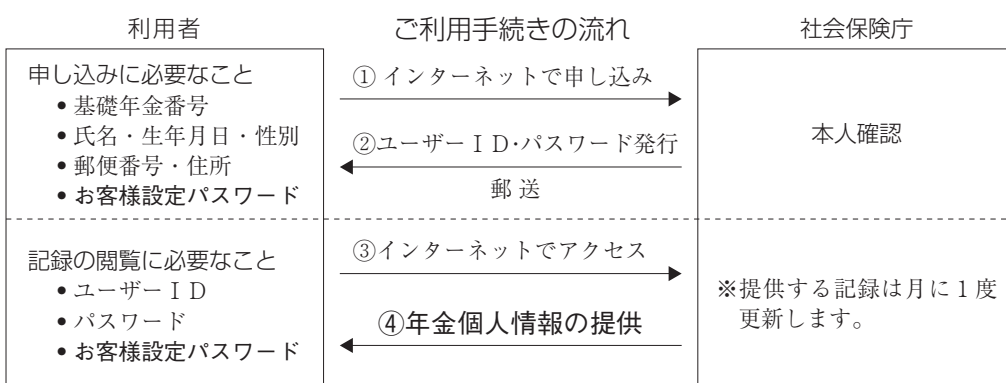 利用者
ご利用手続きの流れ
社会保険庁
申し込みに必要なこと
•基礎年金番号
•氏名・生年月日・性別
•郵便番号・住所
•お客様設定パスワード
①インターネットで申し込み
②ユーザーＩＤ・パスワード発行
郵送
本人確認
記録の閲覧に必要なこと
•ユーザーＩＤ
•パスワード
•お客様設定パスワード
③インターネットでアクセス
④年金個人情報の提供
※提供する記録は月に１度
更新します。